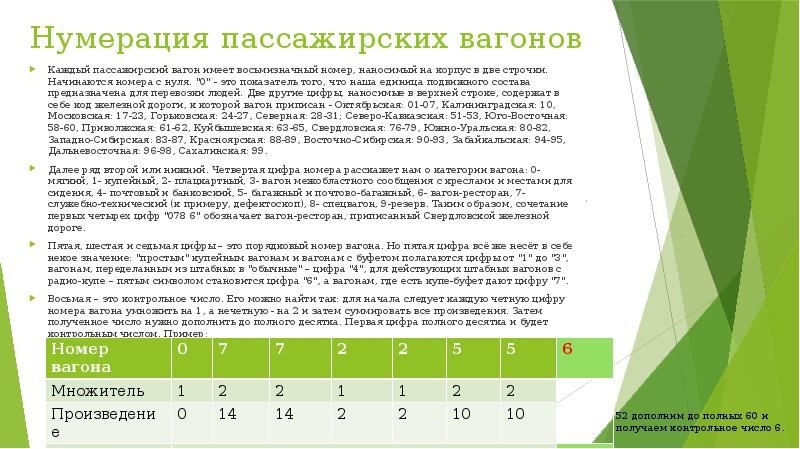 Нумерация пассажирских вагонов
Каждый пассажирский вагон имеет восьмизначный номер, наносимый на корпус в две строчки.
Начинаются номера с нуля. "0" - это показатель того, что наша единица подвижного состава
предназначена для перевозки людей. Две другие цифры, наносимые в верхней строке, содержат в
себе код железной дороги, к которой вагон приписан - Октябрьская: 01-07, Калининградская: 10,
Московская: 17-23, Горьковская: 24-27, Северная: 28-31; Северо-Кавказская: 51-53, Юго-Восточная:
58-60, Приволжская: 61-62, Куйбышевская: 63-65, Свердловская: 76-79, Южно-Уральская: 80-82,
Западно-Сибирская: 83-87, Красноярская: 88-89, Восточно-Сибирская: 90-93, Забайкальская: 94-95,
Дальневосточная: 96-98, Сахалинская: 99.
Далее ряд второй или нижний. Четвертая цифра номера расскажет нам о категории вагона: 0-
мягкий, 1- купейный, 2- плацкартный, 3- вагон межобластного сообщения с креслами и местами для
сидения, 4- почтовый и банковский, 5- багажный и почтово-багажный, 6- вагон-ресторан, 7-
служебно-технический (к примеру, дефектоскоп), 8- спецвагон, 9-резерв. Таким образом, сочетание
первых четырех цифр "078 6" обозначает вагон-ресторан, приписанный Свердловской железной
дороге.
Пятая, шестая и седьмая цифры – это порядковый номер вагона. Но пятая цифра всё же несёт в себе
некое значение: "простым" купейным вагонам и вагонам с буфетом полагаются цифры от "1" до "3",
вагонам, переделанным из штабных в "обычные" – цифра "4", для действующих штабных вагонов с
радио-купе – пятым символом становится цифра "6", а вагонам, где есть купе-буфет дают цифру "7".
Восьмая – это контрольное число. Его можно найти так: для начала следует каждую четную цифру
номера вагона умножить на 1, а нечетную - на 2 и затем суммировать все произведения. Затем
полученное число нужно дополнить до полного десятка. Первая цифра полного десятка и будет
контрольным числом. Пример:
Номер 0 7 7 2 2 5 5 6
вагона
Множитель 1 2 2 1 1 2 2
Произведени 0 14 14 2 2 10 10
е
52 дополним до полных 60 и
получаем контрольное число 6.